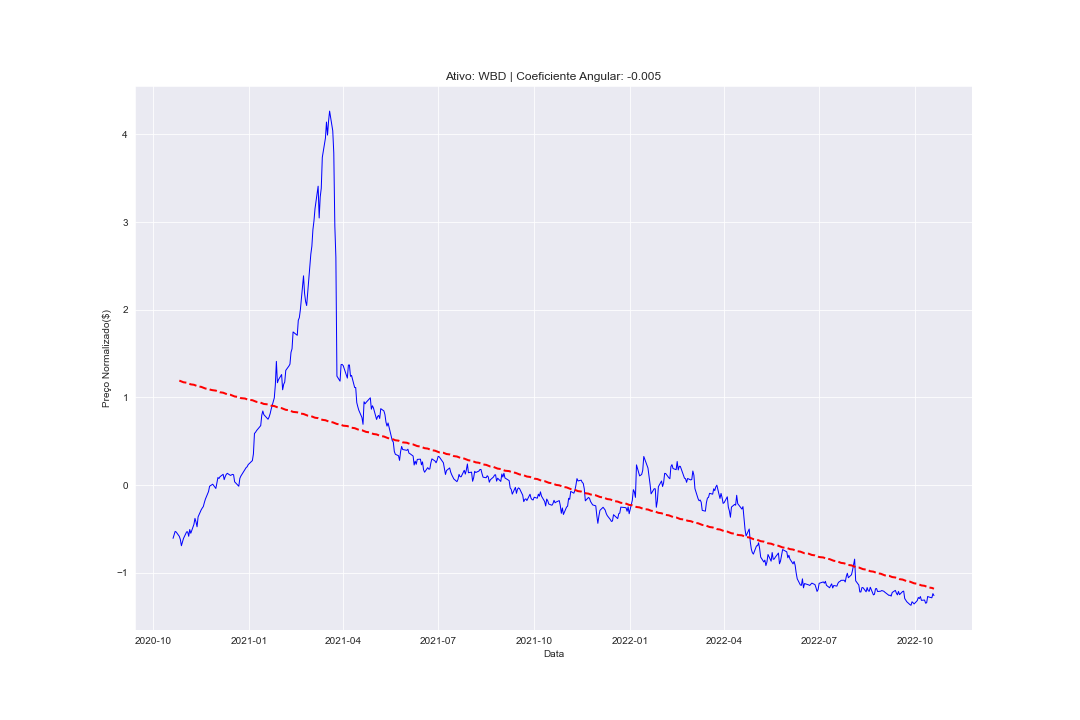 Ativo: WBD | Coeficiente Angular: -0.005
Preço Normalizado($)
4
3
2
1
0
−1
2020-10 2021-01 2021-04 2021-07 2021-10 2022-01 2022-04 2022-07 2022-10
Data